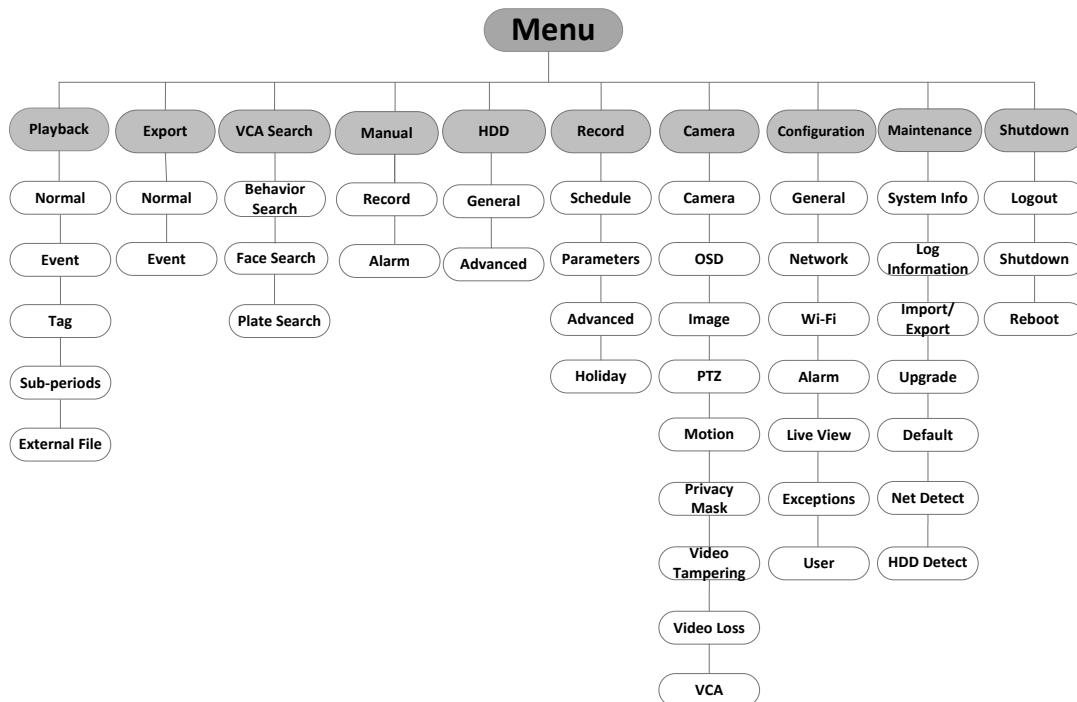 Menu
Playback
Export
VCA Search
Manual
HDD
Record
Camera
Configuration
Maintenance
Shutdown
Normal
Event
Tag
Sub-periods
External File
Normal
Event
Behavior
Search
Face Search
Plate Search
Record
Alarm
General
Advanced
Schedule
Parameters
Advanced
Holiday
Camera
OSD
Image
PTZ
Motion
Privacy
Mask
Video
Tampering
Video Loss
VCA
General
Network
Wi-Fi
Alarm
Live View
Exceptions
User
System Info
Log
Information
Import/
Export
Upgrade
Default
Net Detect
HDD Detect
Logout
Shutdown
Reboot